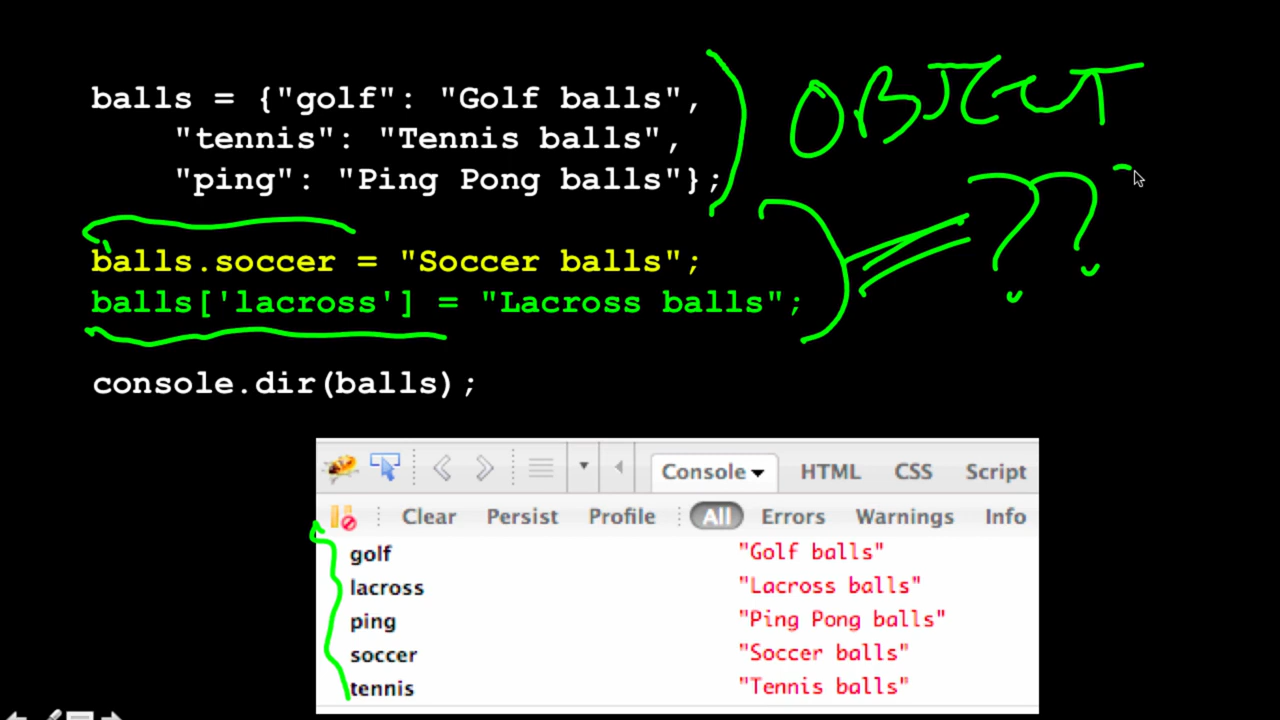 balls = {"golf": "Golf balls",
"tennis": "Tennis balls",
"ping": "Ping Pong balls"};
OBJECT
??
balls.soccer = "Soccer balls";
balls['lacross'] = "Lacross balls";
console.dir(balls);
Console HTML CSS Script
Clear Persist Profile All Errors Warnings Info
golf "Golf balls"
lacross "Lacross balls"
ping "Ping Pong balls"
soccer "Soccer balls"
tennis "Tennis balls"